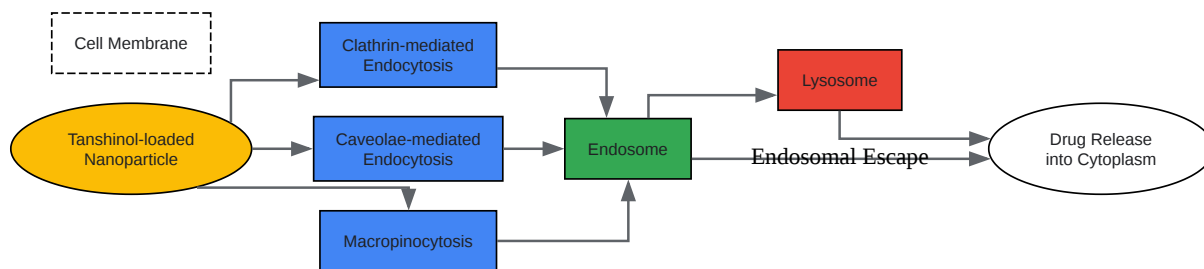 Cell Membrane
Tanshinol-loaded
Nanoparticle
Clathrin-mediated
Endocytosis
Caveolae-mediated
Endocytosis
Macropinocytosis
Endosome
Lysosome
Endosomal Escape
Drug Release
into Cytoplasm